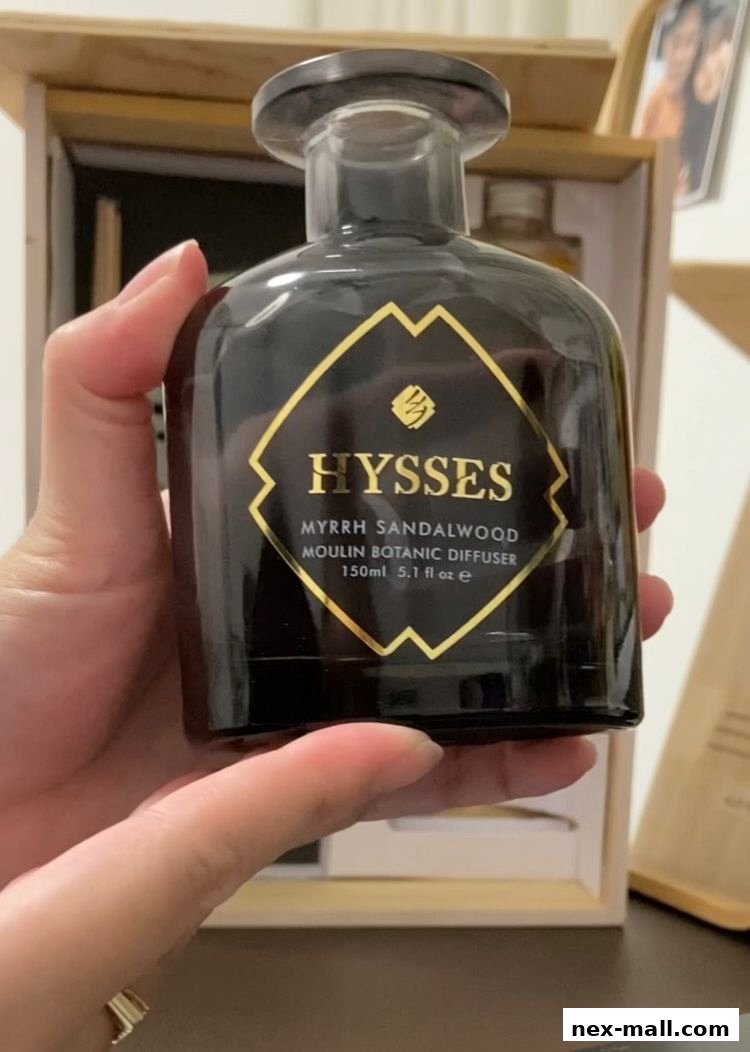 HYSSES
MYRRH SANDALWOOD
MOULIN BOTANIC DIFFUSER
150ml 5.1 fl oz ℮
nex-mall.com